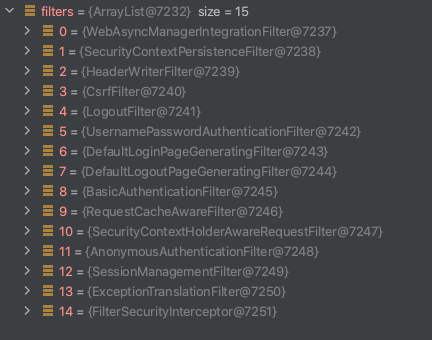 filters = {ArrayList@7232} size = 15
0 = {WebAsyncManagerIntegrationFilter@7237}
1 = {SecurityContextPersistenceFilter@7238}
2 = {HeaderWriterFilter@7239}
3 = {CsrfFilter@7240}
4 = {LogoutFilter@7241}
5 = {UsernamePasswordAuthenticationFilter@7242}
6 = {DefaultLoginPageGeneratingFilter@7243}
7 = {DefaultLogoutPageGeneratingFilter@7244}
8 = {BasicAuthenticationFilter@7245}
9 = {RequestCacheAwareFilter@7246}
10 = {SecurityContextHolderAwareRequestFilter@7247}
11 = {AnonymousAuthenticationFilter@7248}
12 = {SessionManagementFilter@7249}
13 = {ExceptionTranslationFilter@7250}
14 = {FilterSecurityInterceptor@7251}